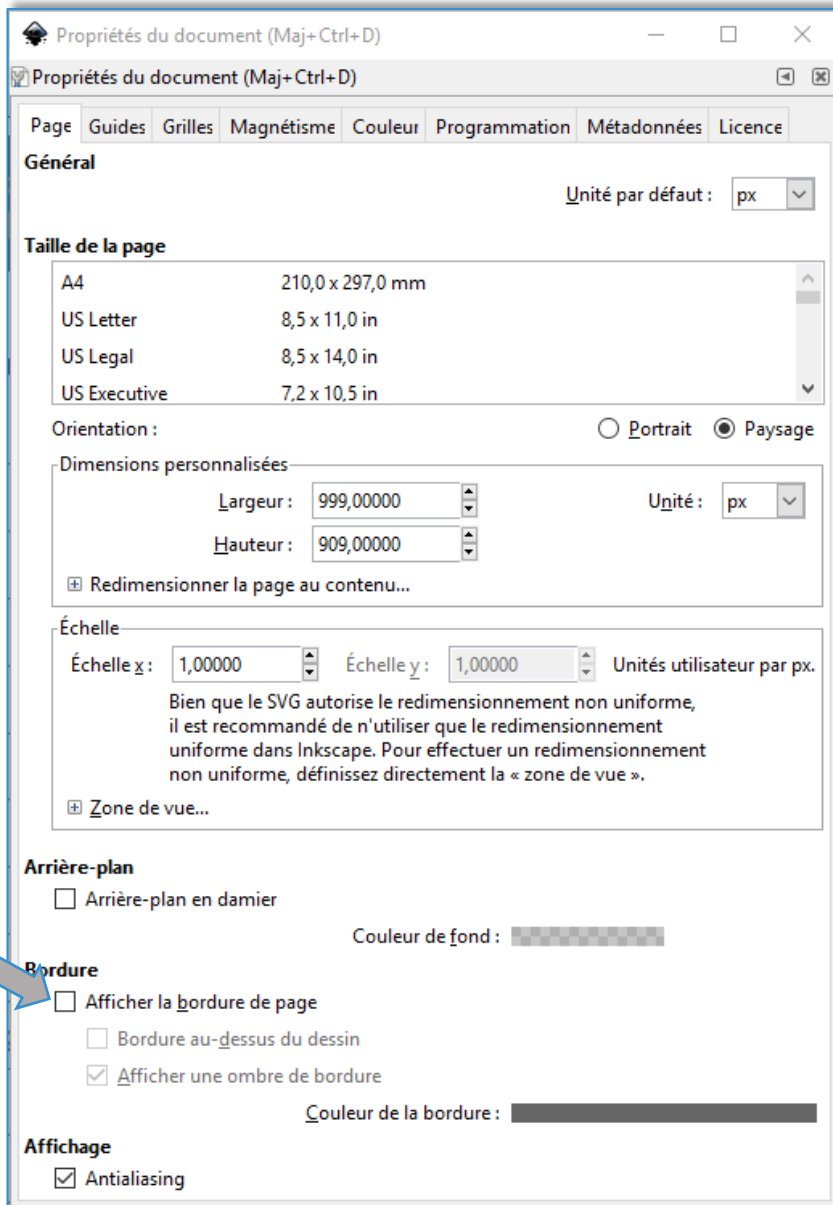 Propriétés du document (Maj+Ctrl+D)
Propriétés du document (Maj+Ctrl+D)
Page Guides Grilles Magnétisme Couleur Programmation Métadonnées Licence
Général
Unité par défaut : px
Taille de la page
A4 210,0 x 297,0 mm
US Letter 8,5 x 11,0 in
US Legal 8,5 x 14,0 in
US Executive 7,2 x 10,5 in
Orientation : Portrait Paysage
Dimensions personnalisées
Largeur : 999,00000 Unité : px
Hauteur : 909,00000
Redimensionner la page au contenu...
Échelle
Échelle x : 1,00000 Échelle y : 1,00000 Unités utilisateur par px.
Bien que le SVG autorise le redimensionnement non uniforme,
il est recommandé de n'utiliser que le redimensionnement
uniforme dans Inkscape. Pour effectuer un redimensionnement
non uniforme, définissez directement la « zone de vue ».
Zone de vue...
Arrière-plan
Arrière-plan en damier
Couleur de fond :
Bordure
Afficher la bordure de page
Bordure au-dessus du dessin
Afficher une ombre de bordure
Couleur de la bordure :
Affichage
Antialiasing